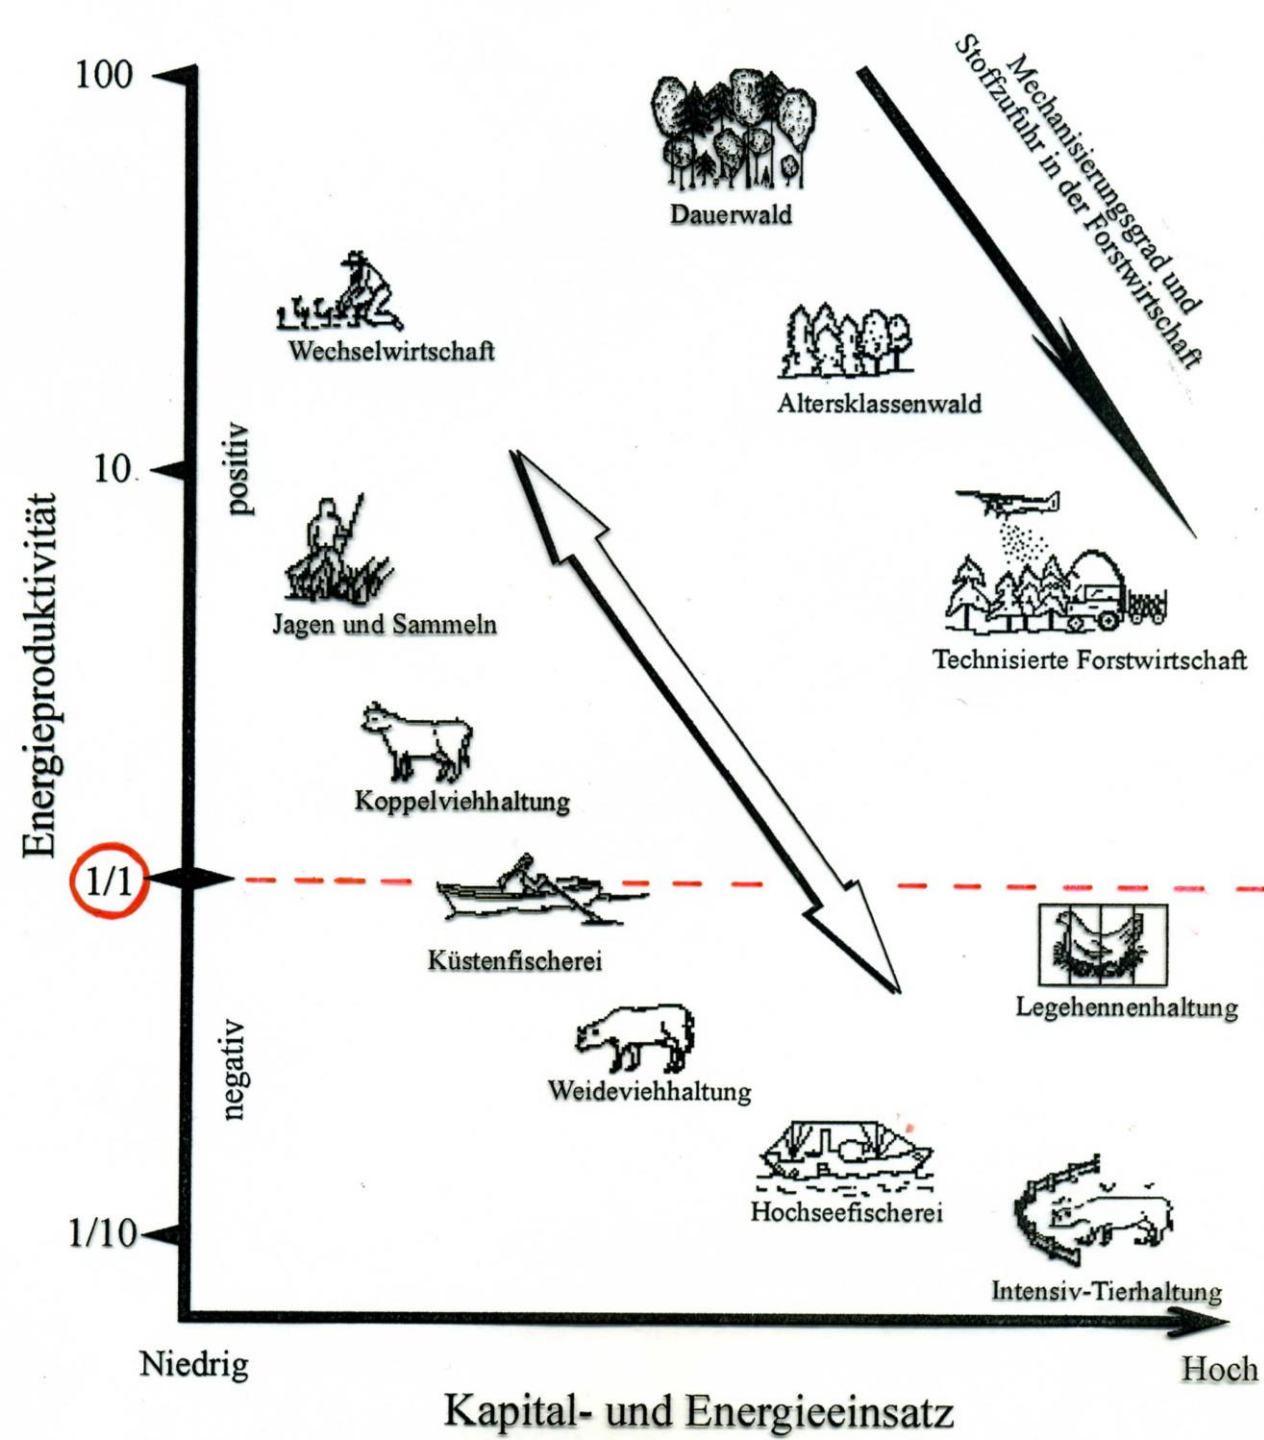 100
Mechanisierungsgrad und
Stoffzufuhr in der Forstwirtschaft
Dauerwald
Wechselwirtschaft
Altersklassenwald
positiv
10
Energieproduktivität
Jagen und Sammeln
Technisierte Forstwirtschaft
Koppelviehhaltung
1/1
Küstenfischerei
Legehennenhaltung
negativ
Weideviehhaltung
Hochseefischerei
1/10
Intensiv-Tierhaltung
Niedrig
Hoch
Kapital- und Energieeinsatz